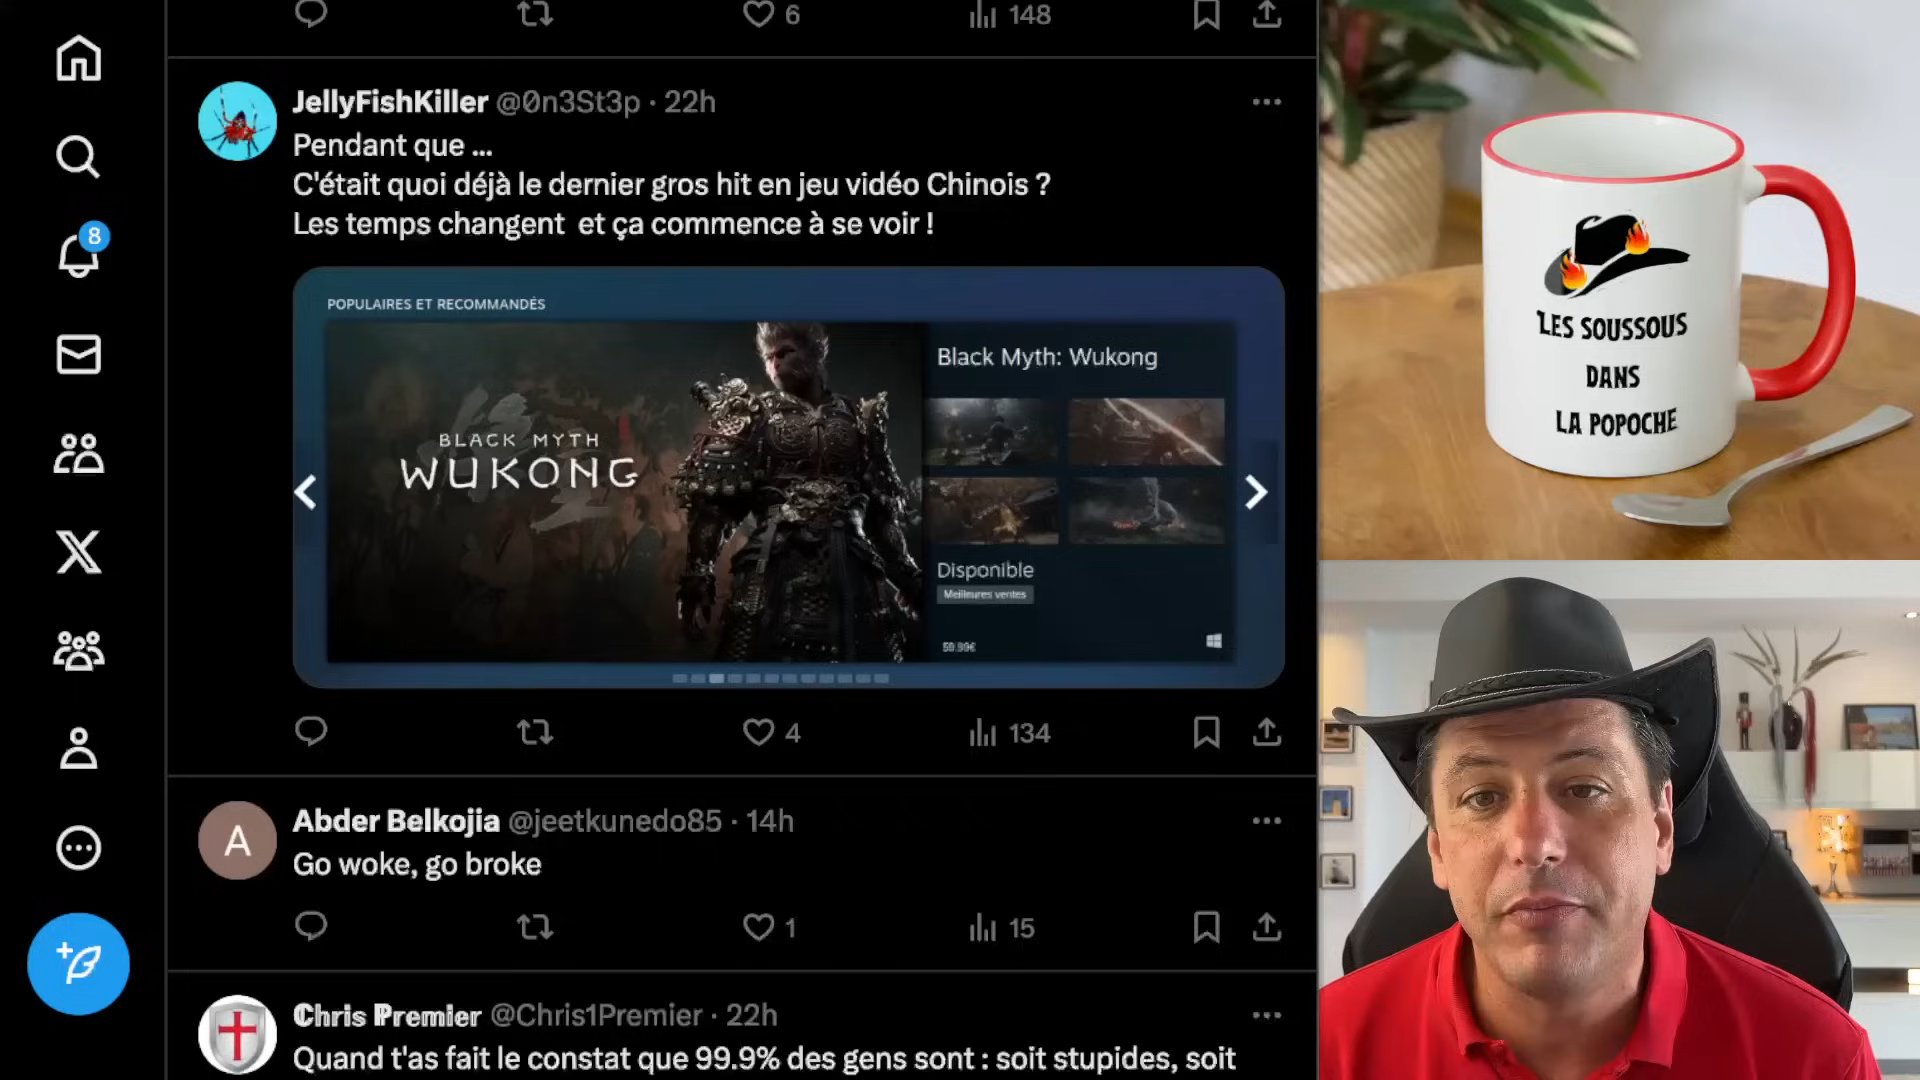 6
148
8
JellyFishKiller @0n3St3p · 22h
Pendant que ...
C'était quoi déjà le dernier gros hit en jeu vidéo Chinois ?
Les temps changent et ça commence à se voir !
POPULAIRES ET RECOMMANDÉS
BLACK MYTH
WUKONG
Black Myth: Wukong
Disponible
Meilleures ventes
59.99€
4
134
Abder Belkojia @jeetkunedo85 · 14h
A
Go woke, go broke
1
15
Chris Premier @Chris1Premier · 22h
Quand t'as fait le constat que 99.9% des gens sont : soit stupides, soit
LES SOUSSOUS
DANS
LA POPOCHE